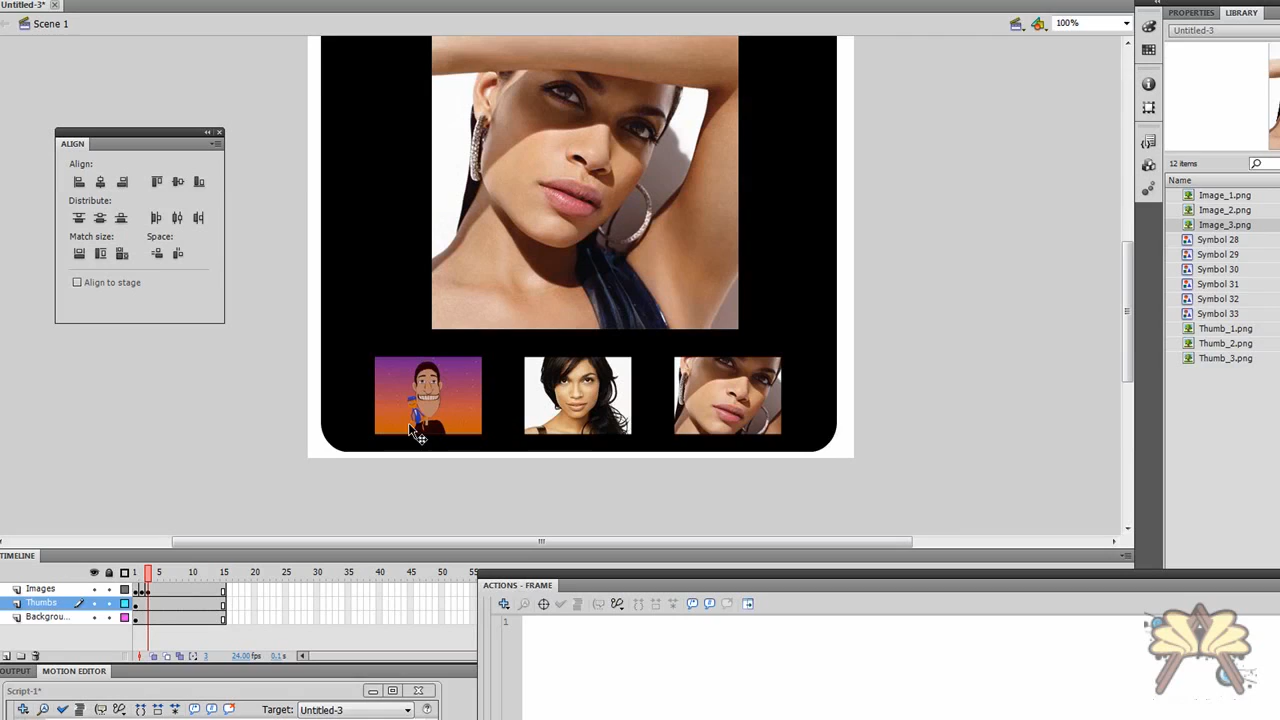 Untitled-3*
Scene 1
100%
PROPERTIES
LIBRARY
Untitled-3
ALIGN
Align:
Distribute:
Match size:
Space:
Align to stage
12 items
Name
Image_1.png
Image_2.png
Image_3.png
Symbol 28
Symbol 29
Symbol 30
Symbol 31
Symbol 32
Symbol 33
Thumb_1.png
Thumb_2.png
Thumb_3.png
TIMELINE
1 5 10 15 20 25 30 35 40 45 50 55
Images
Thumbs
Backgrou...
3 24.00fps 0.1s
ACTIONS - FRAME
1
OUTPUT
MOTION EDITOR
Script-1*
Target: Untitled-3